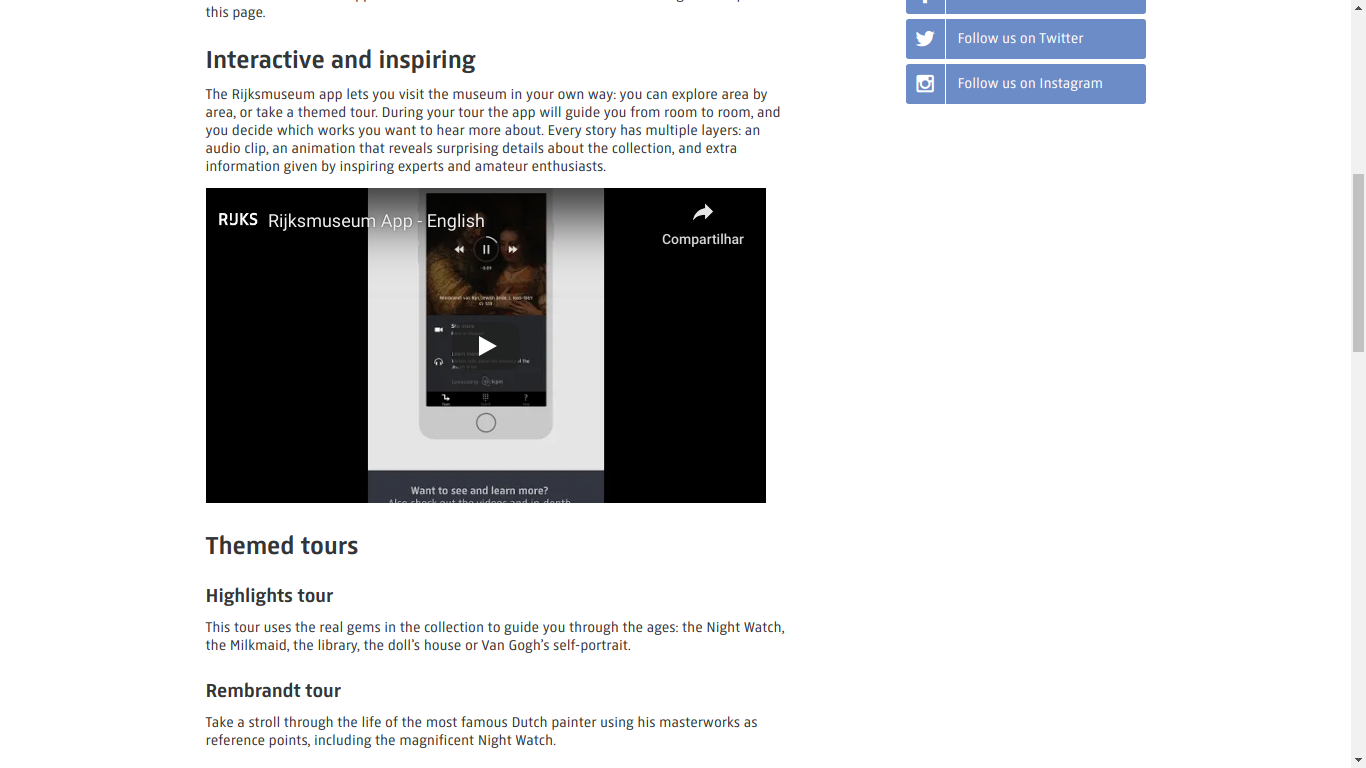 this page.
Interactive and inspiring
The Rijksmuseum app lets you visit the museum in your own way: you can explore area by
area, or take a themed tour. During your tour the app will guide you from room to room, and
you decide which works you want to hear more about. Every story has multiple layers: an
audio clip, an animation that reveals surprising details about the collection, and extra
information given by inspiring experts and amateur enthusiasts.
RIJKS Rijksmuseum App - English
Compartilhar
Want to see and learn more?
Also check out the videos and in-depth
Themed tours
Highlights tour
This tour uses the real gems in the collection to guide you through the ages: the Night Watch,
the Milkmaid, the library, the doll’s house or Van Gogh’s self-portrait.
Rembrandt tour
Take a stroll through the life of the most famous Dutch painter using his masterworks as
reference points, including the magnificent Night Watch.
Follow us on Twitter
Follow us on Instagram